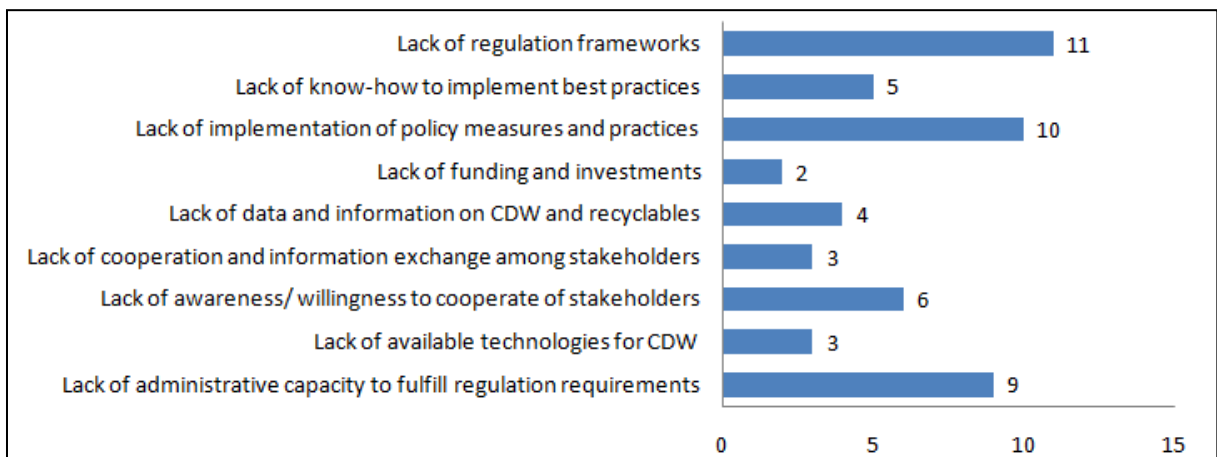 Lack of regulation frameworks 11
Lack of know-how to implement best practices 5
Lack of implementation of policy measures and practices 10
Lack of funding and investments 2
Lack of data and information on CDW and recyclables 4
Lack of cooperation and information exchange among stakeholders 3
Lack of awareness/ willingness to cooperate of stakeholders 6
Lack of available technologies for CDW 3
Lack of administrative capacity to fulfill regulation requirements 9
0 5 10 15